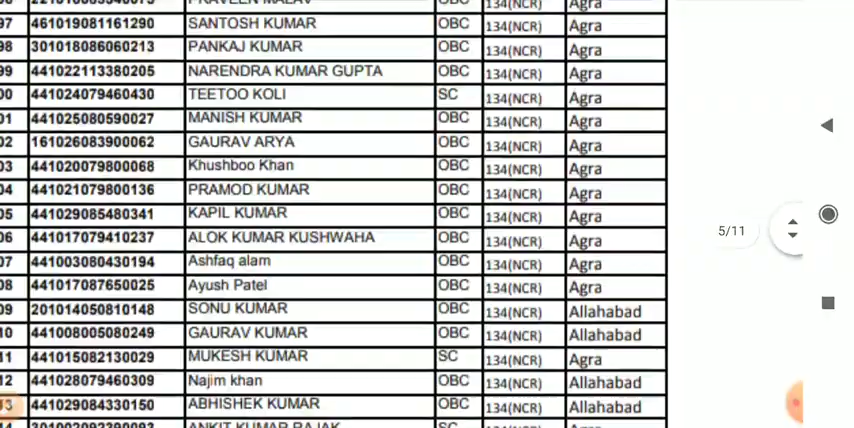 134(NCR) Agra
97 461019081161290 SANTOSH KUMAR OBC 134(NCR) Agra
98 301018086060213 PANKAJ KUMAR OBC 134(NCR) Agra
99 441022113380205 NARENDRA KUMAR GUPTA OBC 134(NCR) Agra
00 441024079460430 TEETOO KOLI SC 134(NCR) Agra
01 441025080590027 MANISH KUMAR OBC 134(NCR) Agra
02 161026083900062 GAURAV ARYA OBC 134(NCR) Agra
03 441020079800068 Khushboo Khan OBC 134(NCR) Agra
04 441021079800136 PRAMOD KUMAR OBC 134(NCR) Agra
05 441029085480341 KAPIL KUMAR OBC 134(NCR) Agra
06 441017079410237 ALOK KUMAR KUSHWAHA OBC 134(NCR) Agra
07 441003080430194 Ashfaq alam OBC 134(NCR) Agra
08 441017087650025 Ayush Patel OBC 134(NCR) Agra
09 201014050810148 SONU KUMAR OBC 134(NCR) Allahabad
10 441008005080249 GAURAV KUMAR OBC 134(NCR) Allahabad
11 441015082130029 MUKESH KUMAR SC 134(NCR) Agra
12 441028079460309 Najim khan OBC 134(NCR) Allahabad
13 441029084330150 ABHISHEK KUMAR OBC 134(NCR) Allahabad
ANKIT KUMAR RAJAK SC
5/11